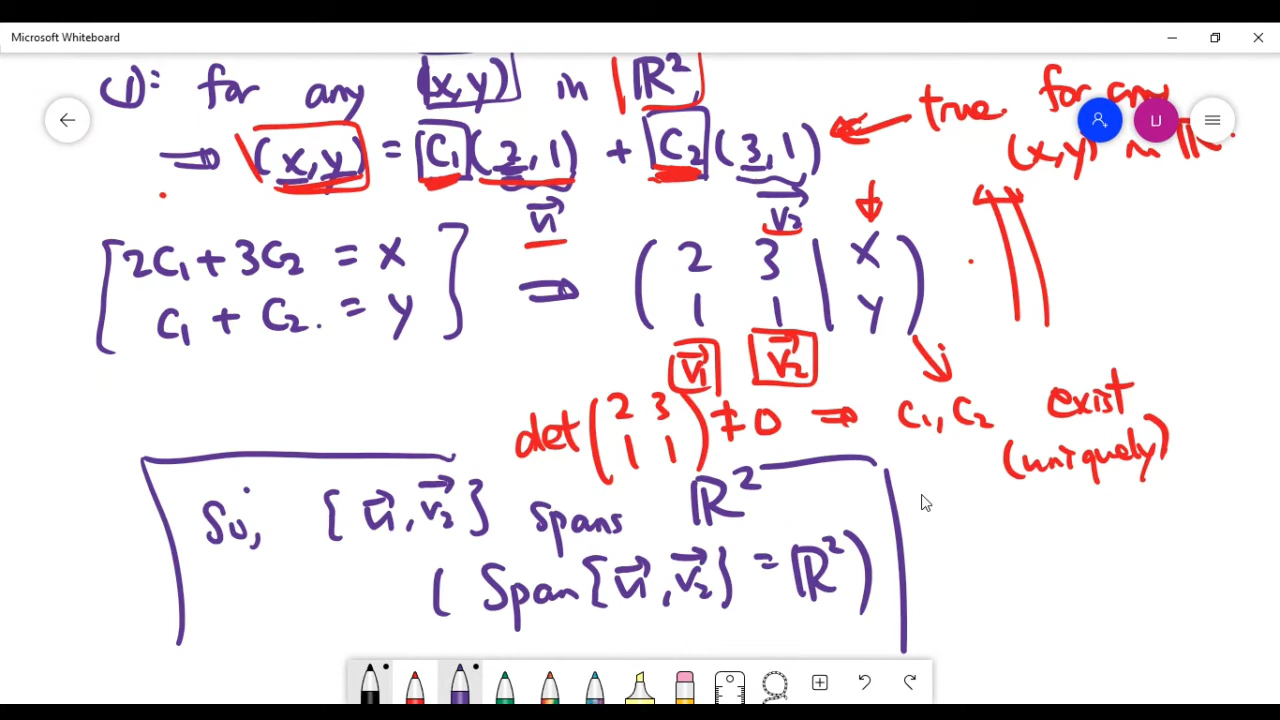 Microsoft Whiteboard
(1): for any (x,y) in ℝ²,
⇒ (x,y) = C₁(2,1) + C₂(3,1) ← true for any
(x,y) in ℝ².
U
v₁→ v₂→
[2C₁ + 3C₂ = x
C₁ + C₂. = y] ⇒ (2 3 | x
1 1 | y)
v₁→ v₂→
det(2 3
1 1) ≠ 0 ⇒ C₁, C₂ exist
(uniquely)
So, {v₁→, v₂→} spans ℝ²
(Span{v₁→, v₂→} = ℝ²)